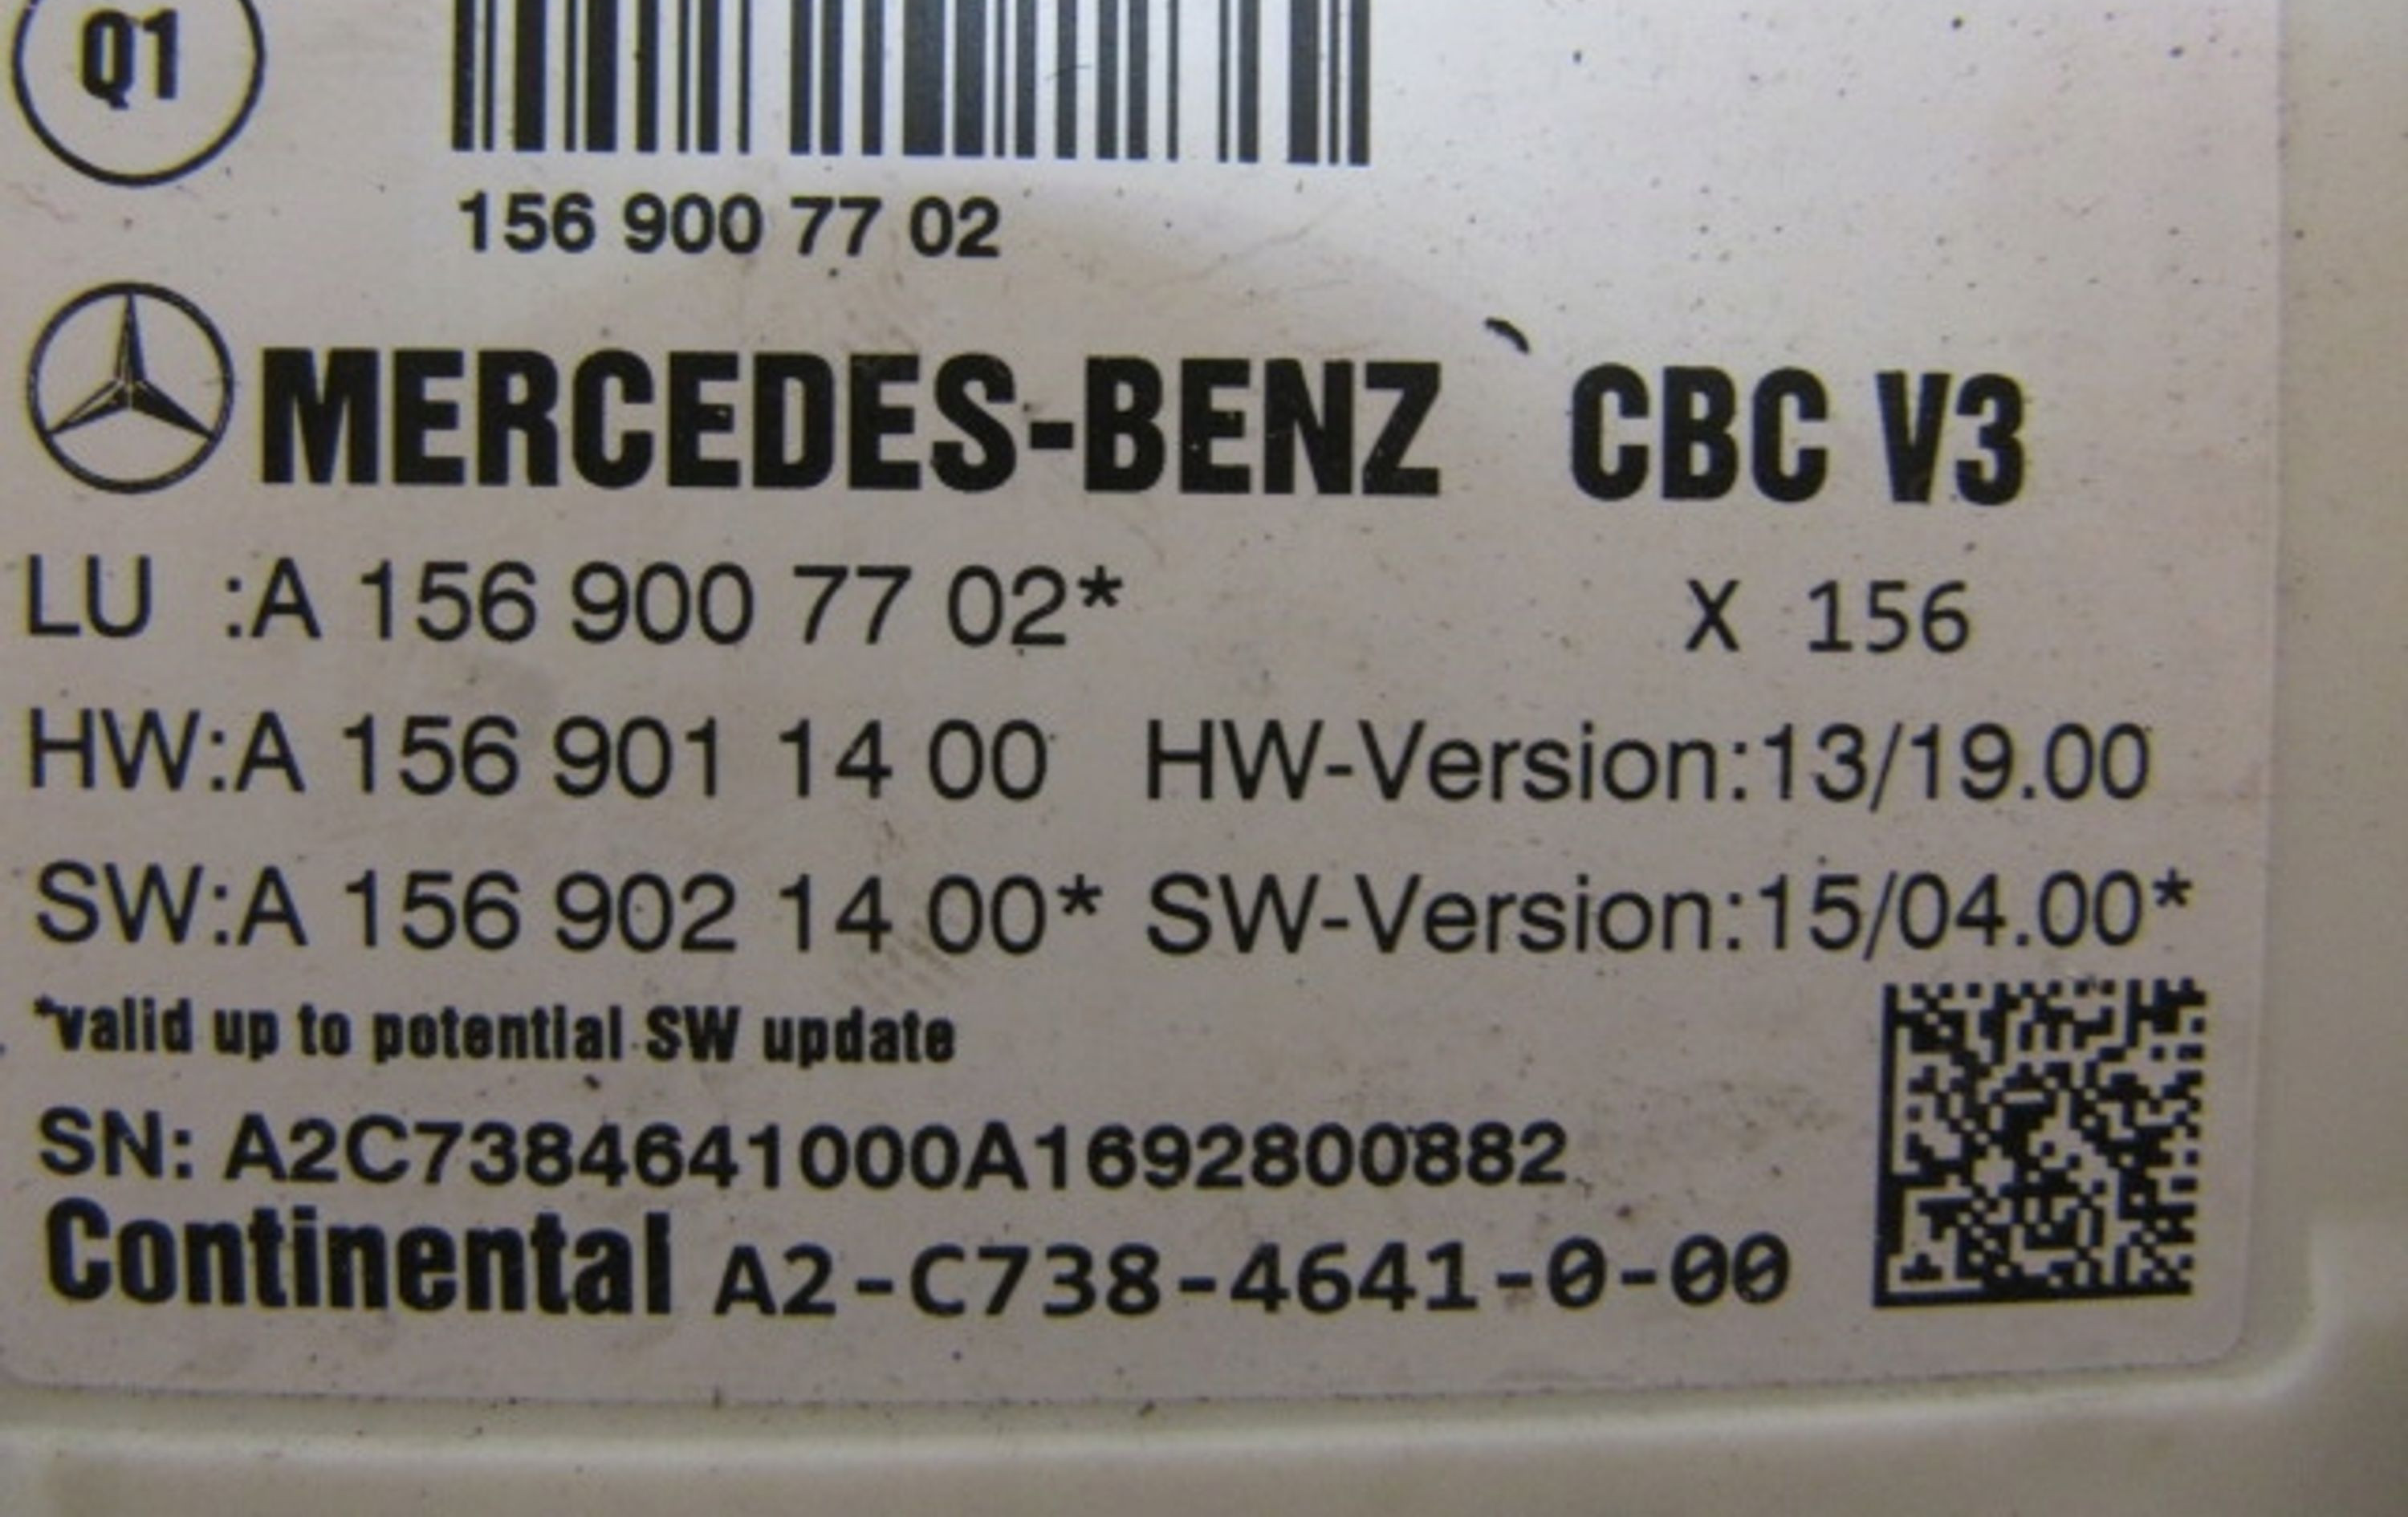 Q1
156 900 77 02
MERCEDES-BENZ CBC V3
LU :A 156 900 77 02* X 156
HW:A 156 901 14 00 HW-Version:13/19.00
SW:A 156 902 14 00* SW-Version:15/04.00*
*valid up to potential SW update
SN: A2C7384641000A1692800882
Continental A2-C738-4641-0-00